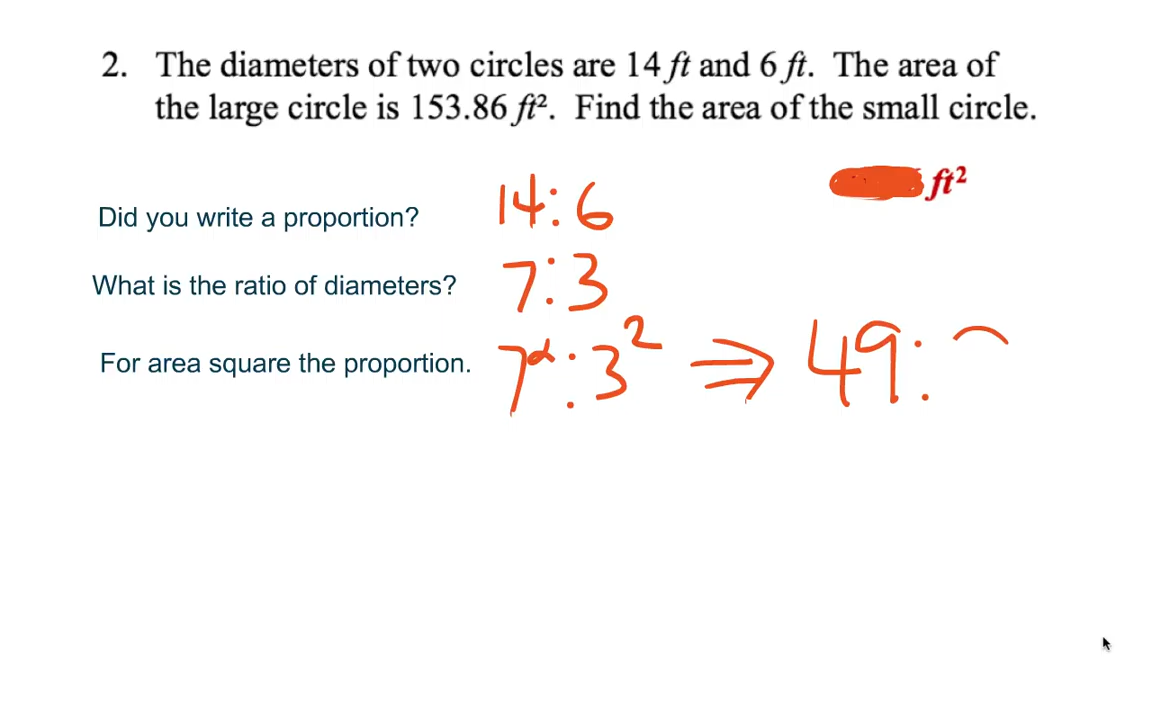 2. The diameters of two circles are 14 ft and 6 ft. The area of
the large circle is 153.86 ft². Find the area of the small circle.
ft²
Did you write a proportion? 14:6
What is the ratio of diameters? 7:3
For area square the proportion. 7²:3² ⇒ 49: